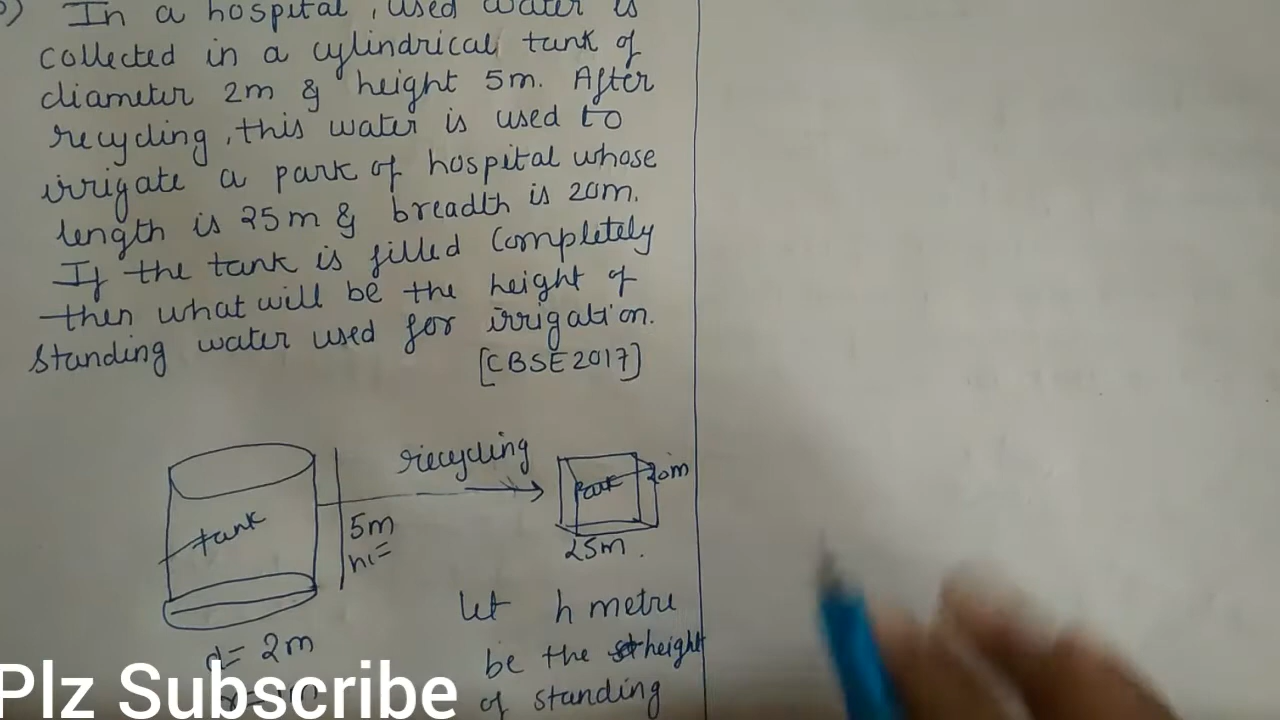 In a hospital, used water is
collected in a cylindrical tank of
diameter 2m & height 5m. After
recycling, this water is used to
irrigate a park of hospital whose
length is 25m & breadth is 20m.
If the tank is filled completely
then what will be the height of
standing water used for irrigation.
[CBSE 2017]
recycling
tank
5m
h1=
Park
20m
25m.
d= 2m
let h metre
be the height
of standing
Plz Subscribe